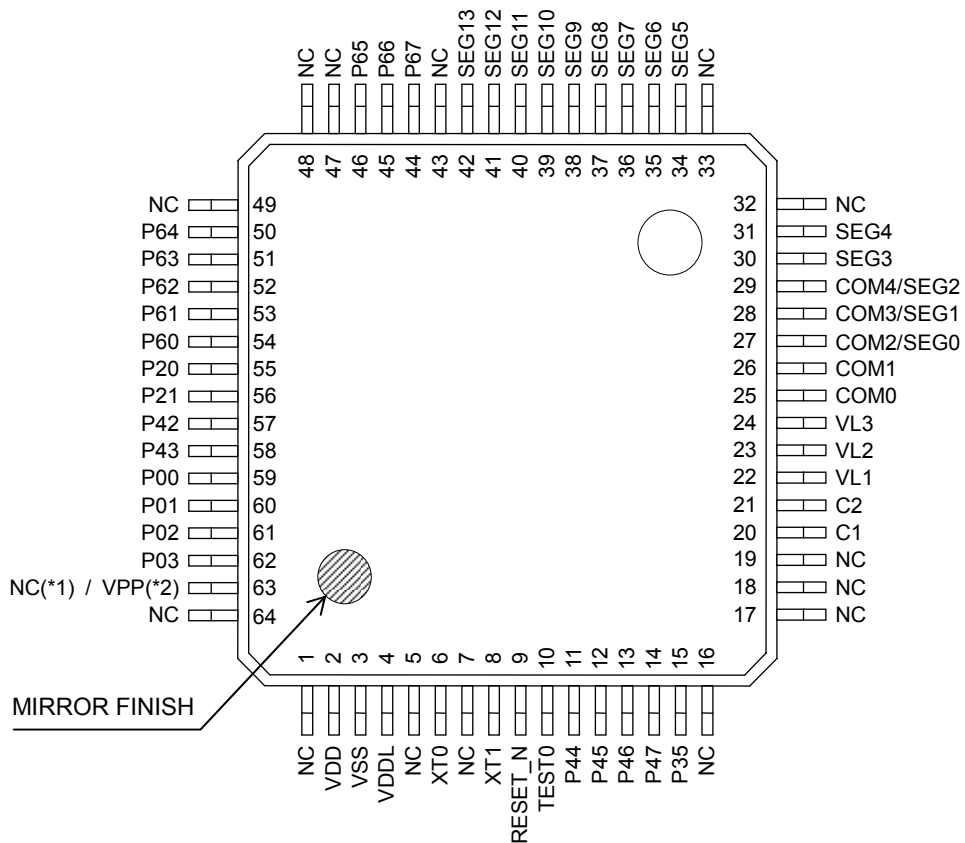 NC
NC
P65
P66
P67
NC
SEG13
SEG12
SEG11
SEG10
SEG9
SEG8
SEG7
SEG6
SEG5
NC
48 47 46 45 44 43 42 41 40 39 38 37 36 35 34 33
NC 49 32 NC
P64 50 31 SEG4
P63 51 30 SEG3
P62 52 29 COM4/SEG2
P61 53 28 COM3/SEG1
P60 54 27 COM2/SEG0
P20 55 26 COM1
P21 56 25 COM0
P42 57 24 VL3
P43 58 23 VL2
P00 59 22 VL1
P01 60 21 C2
P02 61 20 C1
P03 62 19 NC
NC(*1) / VPP(*2) 63 18 NC
NC 64 17 NC
1 2 3 4 5 6 7 8 9 10 11 12 13 14 15 16
MIRROR FINISH
NC
VDD
VSS
VDDL
NC
XT0
NC
XT1
RESET_N
TEST0
P44
P45
P46
P47
P35
NC